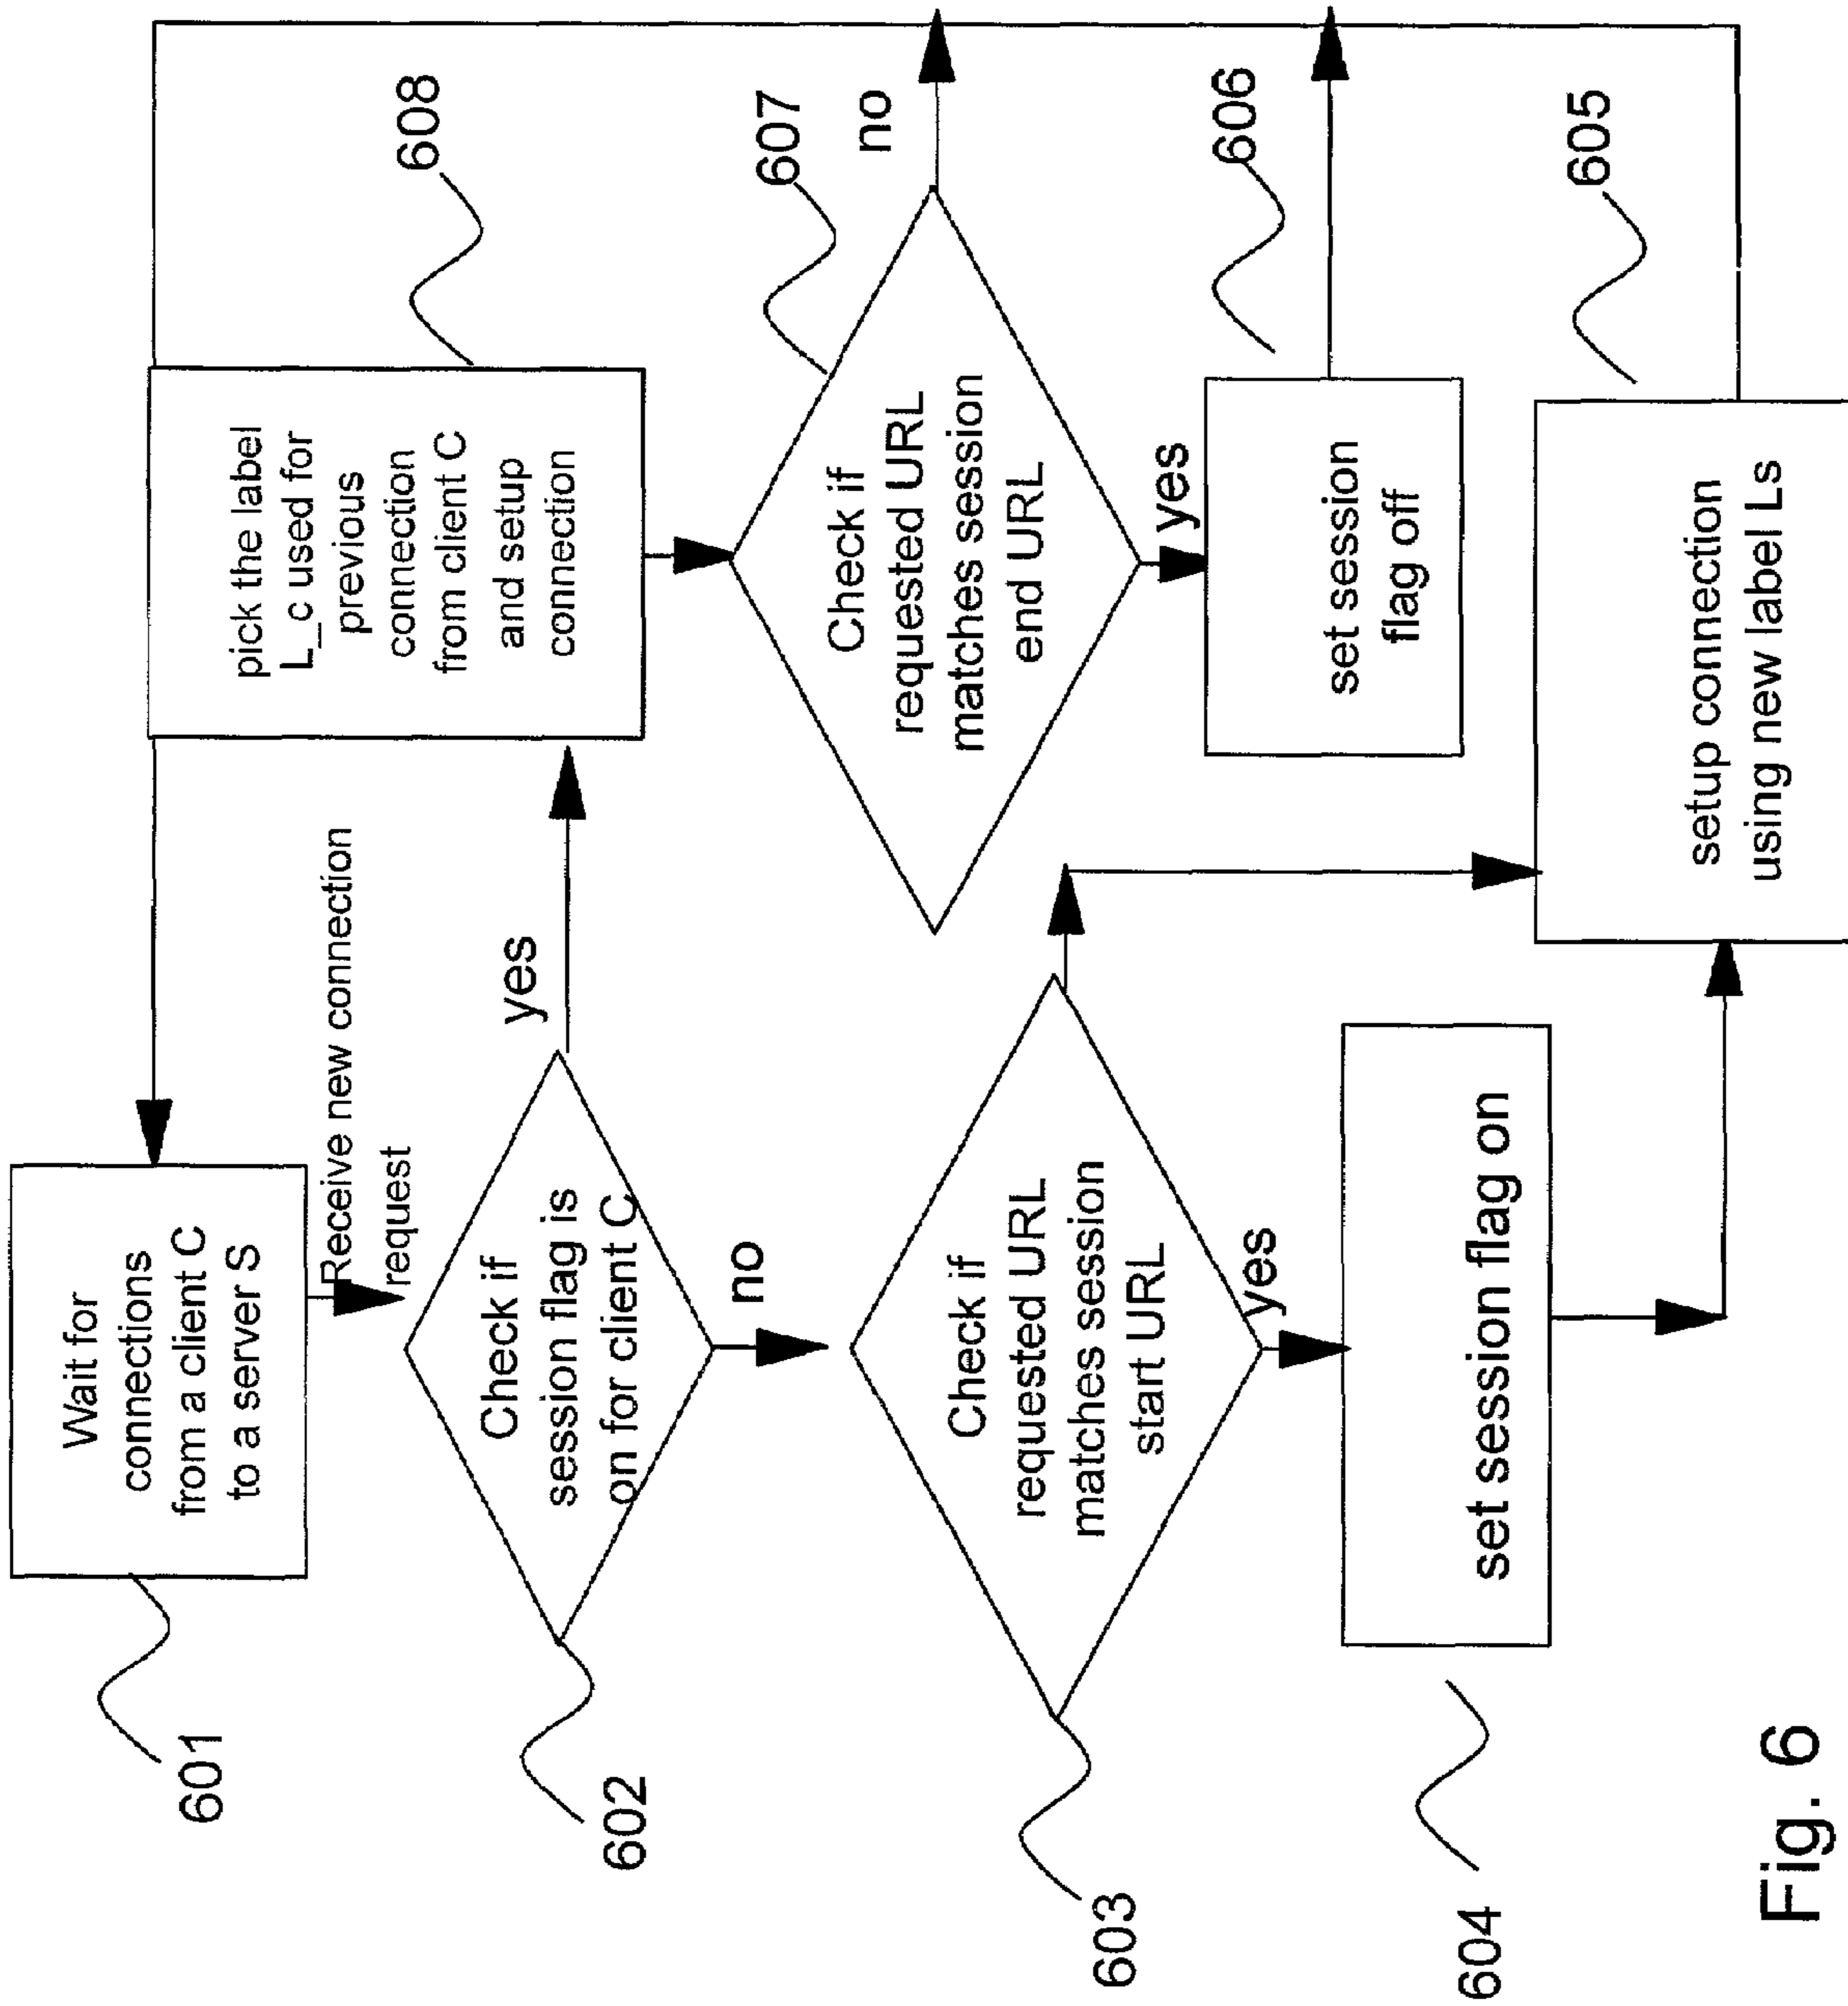 Wait for
connections
from a client C
to a server S
601
Receive new connection
request
Check if
session flag is
on for client C
602
yes
no
pick the label
L_c used for
previous
connection
from client C
and setup
connection
608
Check if
requested URL
matches session
end URL
607
no
yes
set session
flag off
606
Check if
requested URL
matches session
start URL
603
yes
set session flag on
604
setup connection
using new label Ls
605
Fig. 6